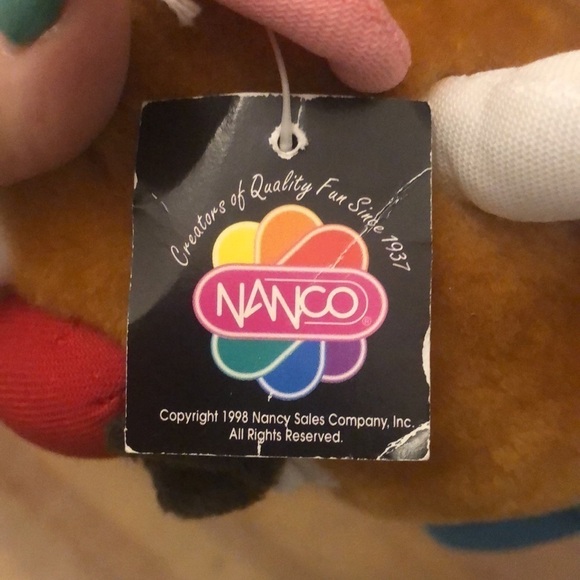 Creators of Quality Fun Since 1937
NANCO®
Copyright 1998 Nancy Sales Company, Inc.
All Rights Reserved.